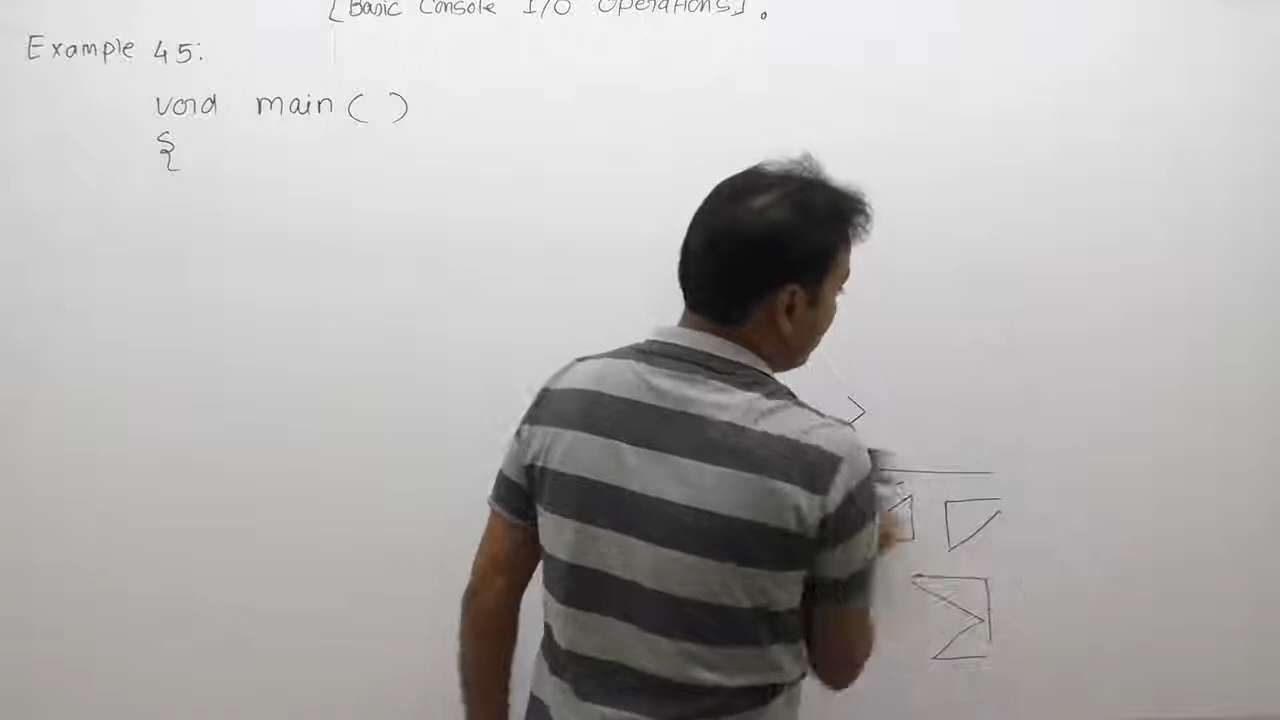 [Basic Console I/O Operations].
Example 45:
void main( )
{